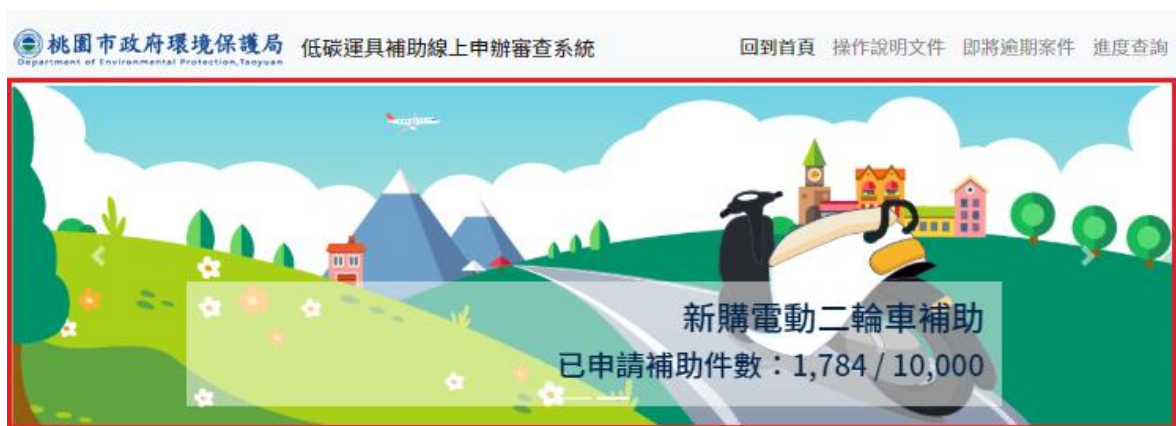 桃園市政府環境保護局
Department of Environmental Protection,Taoyuan
低碳運具補助線上申辦審查系統
回到首頁 操作說明文件 即將逾期案件 進度查詢
新購電動二輪車補助
已申請補助件數：1,784 / 10,000